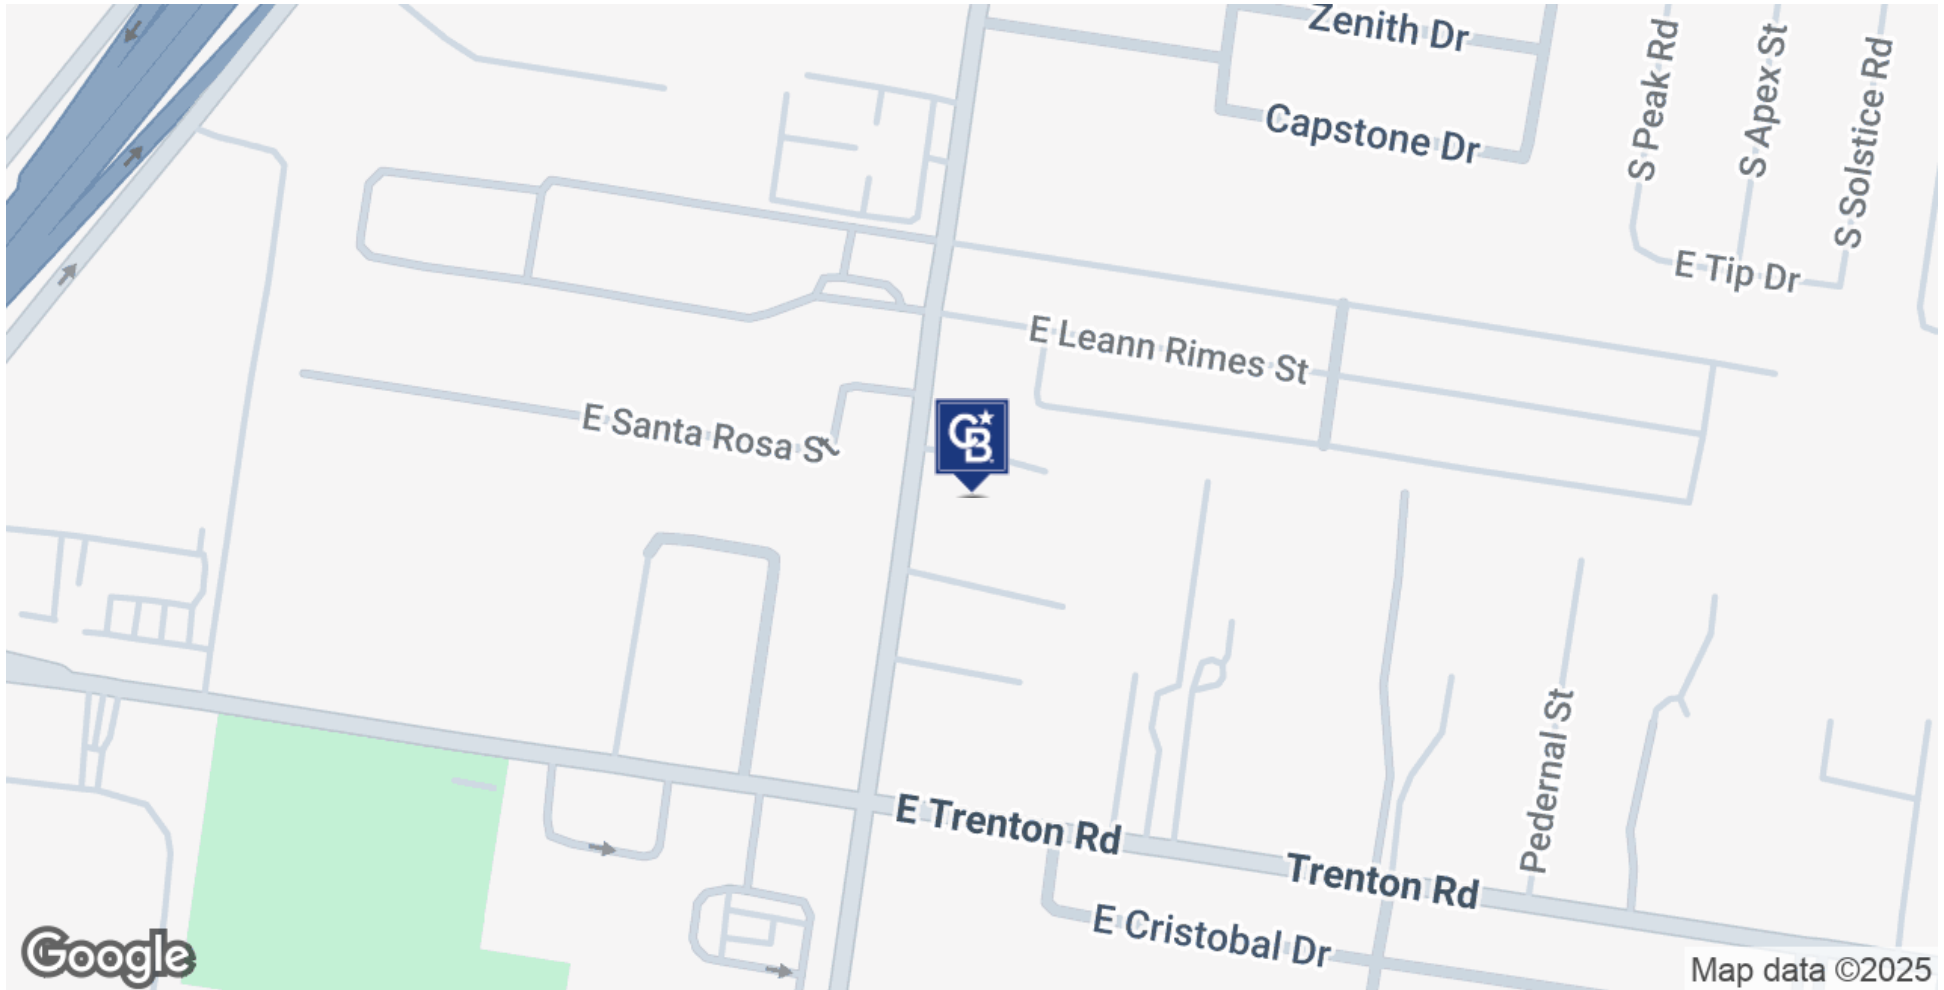 Zenith Dr
Capstone Dr
S Peak Rd
S Apex St
S Solstice Rd
E Tip Dr
E Leann Rimes St
E Santa Rosa St
CB
E Trenton Rd
Trenton Rd
Pedernal St
E Cristobal Dr
Google
Map data ©2025